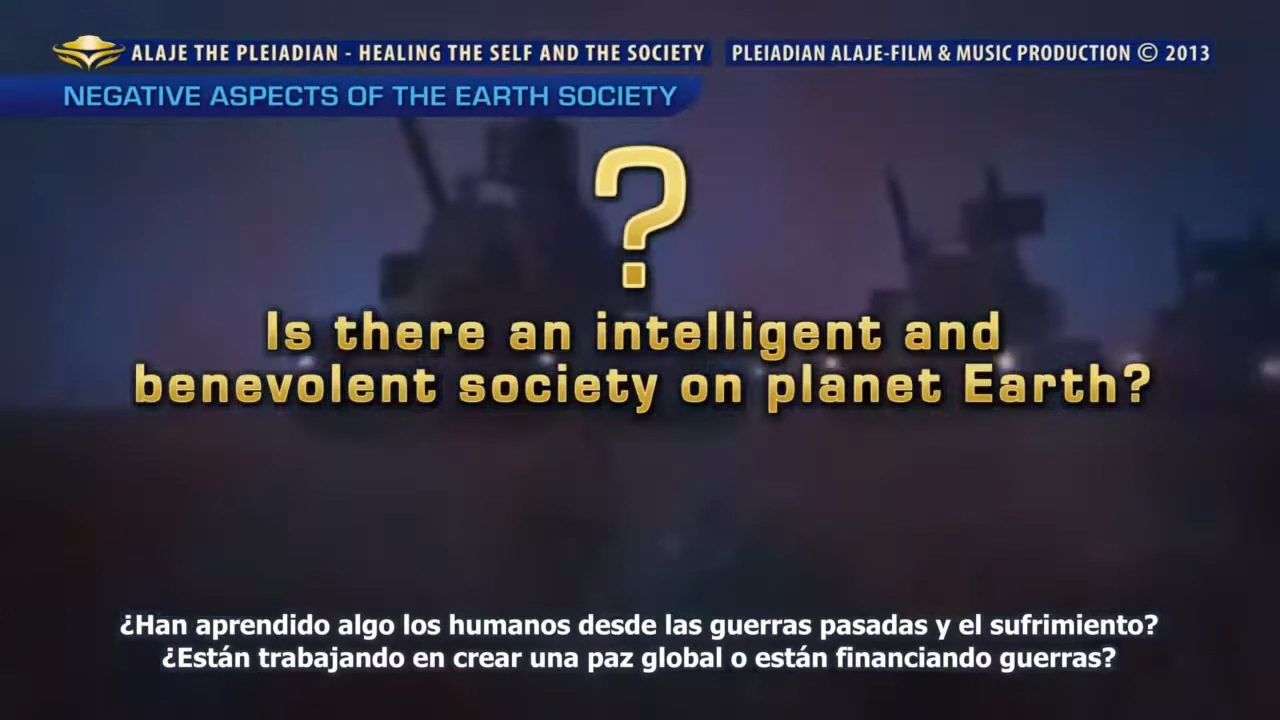 ALAJE THE PLEIADIAN - HEALING THE SELF AND THE SOCIETY
PLEIADIAN ALAJE-FILM & MUSIC PRODUCTION © 2013
NEGATIVE ASPECTS OF THE EARTH SOCIETY
?
Is there an intelligent and
benevolent society on planet Earth?
¿Han aprendido algo los humanos desde las guerras pasadas y el sufrimiento?
¿Están trabajando en crear una paz global o están financiando guerras?